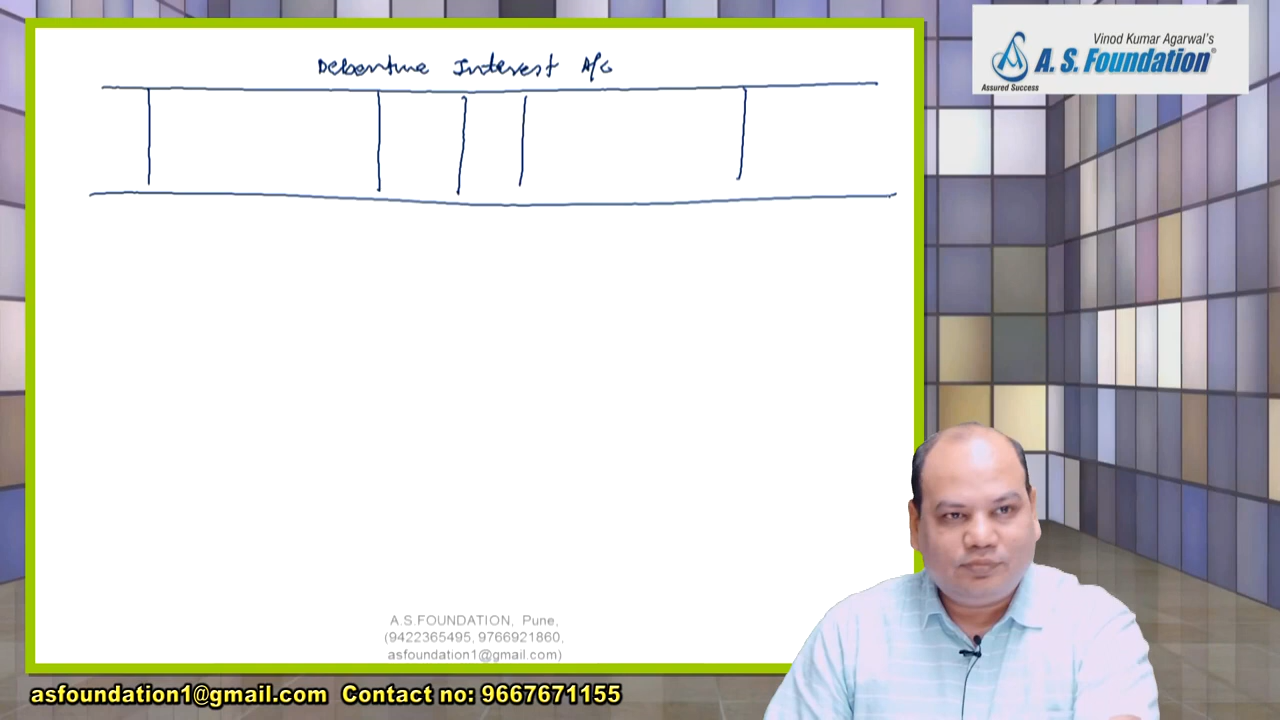 Debenture Interest A/c
Vinod Kumar Agarwal's
A. S. Foundation®
Assured Success
A.S.FOUNDATION, Pune,
(9422365495, 9766921860,
asfoundation1@gmail.com)
asfoundation1@gmail.com Contact no: 9667671155